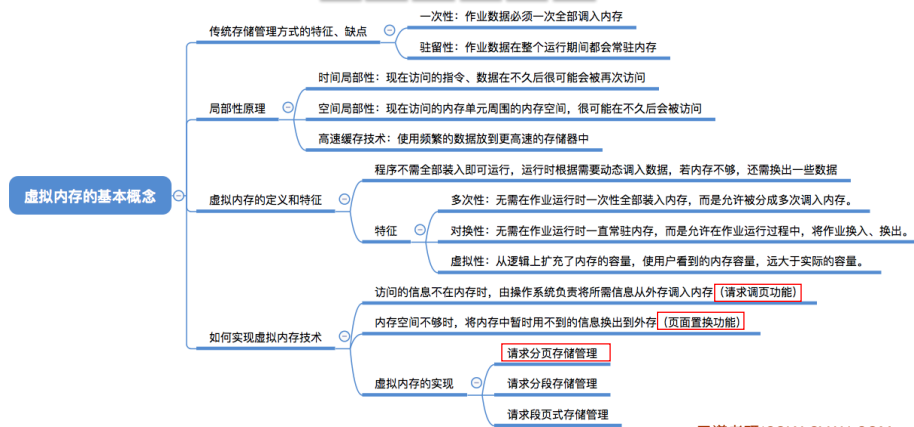 传统存储管理方式的特征、缺点
一次性：作业数据必须一次全部调入内存
驻留性：作业数据在整个运行期间都会常驻内存
局部性原理
时间局部性：现在访问的指令、数据在不久后很可能会被再次访问
空间局部性：现在访问的内存单元周围的内存空间，很可能在不久后会被访问
高速缓存技术：使用频繁的数据放到更高速的存储器中
虚拟内存的基本概念
虚拟内存的定义和特征
程序不需全部装入即可运行，运行时根据需要动态调入数据，若内存不够，还需换出一些数据
特征
多次性：无需在作业运行时一次性全部装入内存，而是允许被分成多次调入内存。
对换性：无需在作业运行时一直常驻内存，而是允许在作业运行过程中，将作业换入、换出。
虚拟性：从逻辑上扩充了内存的容量，使用户看到的内存容量，远大于实际的容量。
如何实现虚拟内存技术
访问的信息不在内存时，由操作系统负责将所需信息从外存调入内存（请求调页功能）
内存空间不够时，将内存中暂时用不到的信息换出到外存（页面置换功能）
虚拟内存的实现
请求分页存储管理
请求分段存储管理
请求段页式存储管理